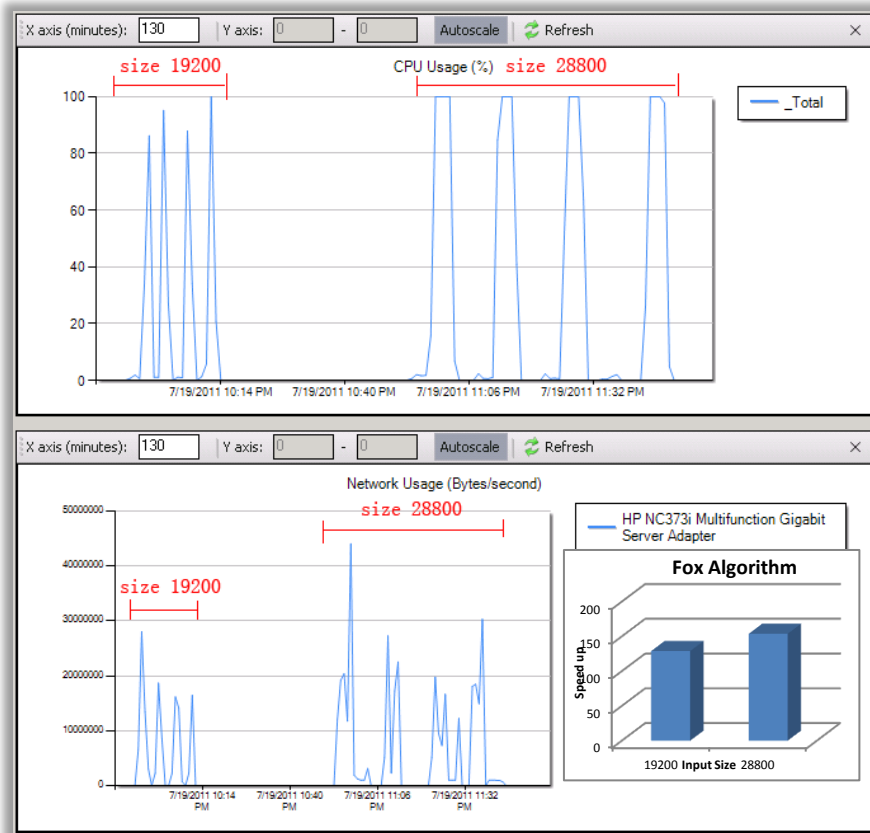 X axis (minutes): 130 Y axis: 0 - 0 Autoscale Refresh
size 19200 CPU Usage (%) size 28800
100
80
60
40
20
0
_Total
7/19/2011 10:14 PM 7/19/2011 10:40 PM 7/19/2011 11:06 PM 7/19/2011 11:32 PM
X axis (minutes): 130 Y axis: 0 - 0 Autoscale Refresh
Network Usage (Bytes/second)
size 28800
size 19200
50000000
40000000
30000000
20000000
10000000
0
7/19/2011 10:14
PM
7/19/2011 10:40
PM
7/19/2011 11:06
PM
7/19/2011 11:32
PM
HP NC373i Multifunction Gigabit
Server Adapter
Fox Algorithm
200
150
100
50
0
Speed up
19200 Input Size 28800